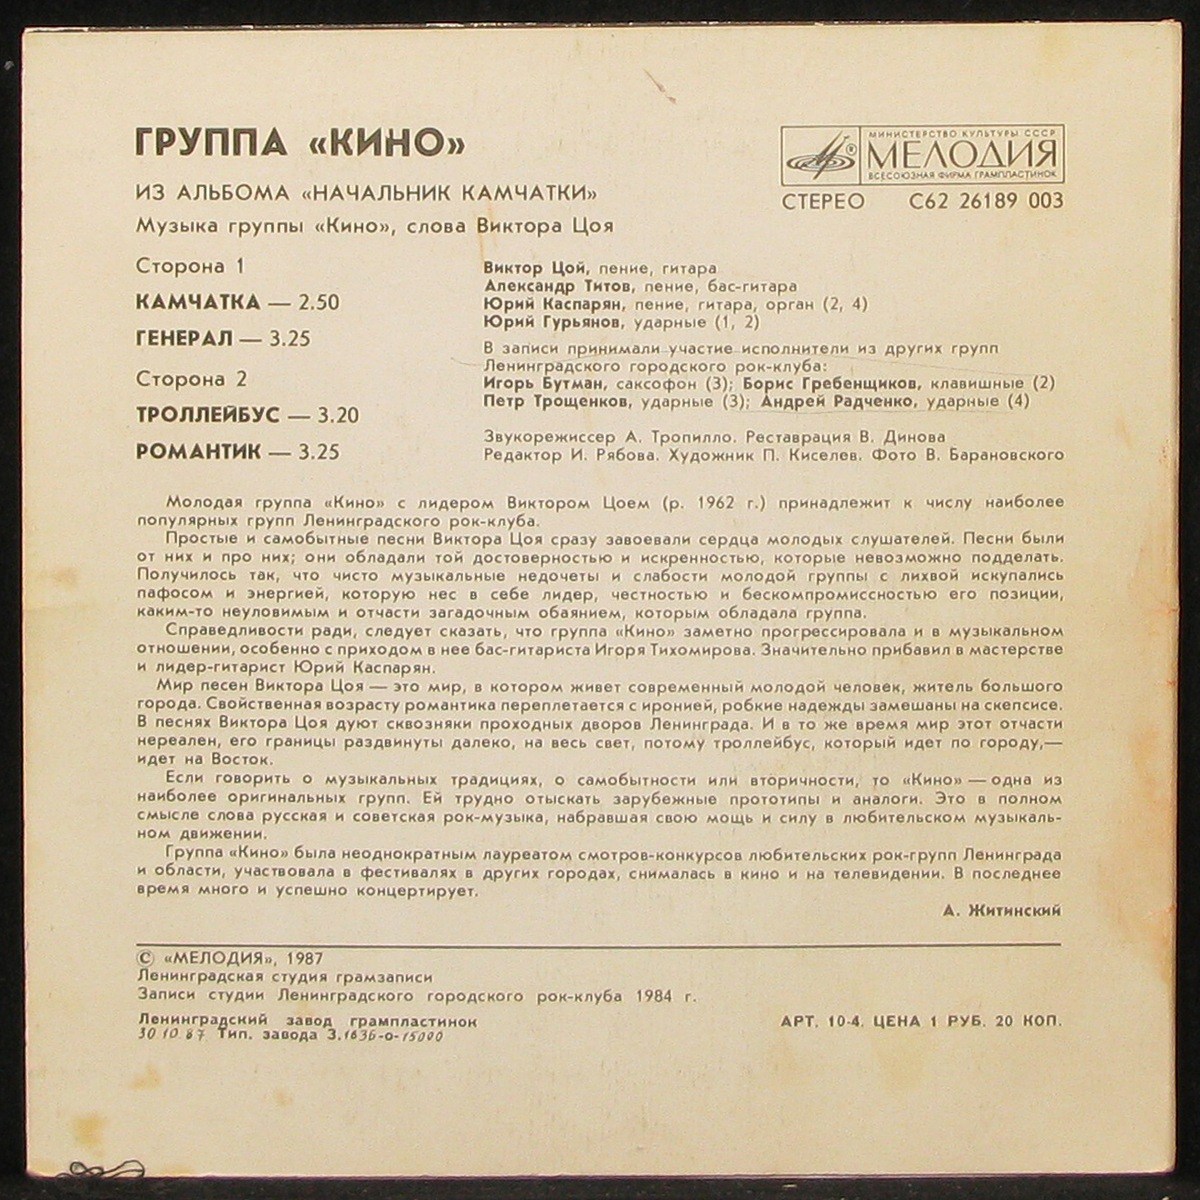 ГРУППА «КИНО»
ИЗ АЛЬБОМА «НАЧАЛЬНИК КАМЧАТКИ»
Музыка группы «Кино», слова Виктора Цоя
МИНИСТЕРСТВО КУЛЬТУРЫ СССР
МЕЛОДИЯ
ВСЕСОЮЗНАЯ ФИРМА ГРАМПЛАСТИНОК
®
СТЕРЕО С62 26189 003
Сторона 1
КАМЧАТКА — 2.50
ГЕНЕРАЛ — 3.25
Сторона 2
ТРОЛЛЕЙБУС — 3.20
РОМАНТИК — 3.25
Виктор Цой, пение, гитара
Александр Титов, пение, бас-гитара
Юрий Каспарян, пение, гитара, орган (2, 4)
Юрий Гурьянов, ударные (1, 2)
В записи принимали участие исполнители из других групп
Ленинградского городского рок-клуба:
Игорь Бутман, саксофон (3); Борис Гребенщиков, клавишные (2)
Петр Трощенков, ударные (3); Андрей Радченко, ударные (4)
Звукорежиссер А. Тропилло. Реставрация В. Динова
Редактор И. Рябова. Художник П. Киселев. Фото В. Барановского
Молодая группа «Кино» с лидером Виктором Цоем (р. 1962 г.) принадлежит к числу наиболее
популярных групп Ленинградского рок-клуба.
Простые и самобытные песни Виктора Цоя сразу завоевали сердца молодых слушателей. Песни были
от них и про них; они обладали той достоверностью и искренностью, которые невозможно подделать.
Получилось так, что чисто музыкальные недочеты и слабости молодой группы с лихвой искупались
пафосом и энергией, которую нес в себе лидер, честностью и бескомпромиссностью его позиции,
каким-то неуловимым и отчасти загадочным обаянием, которым обладала группа.
Справедливости ради, следует сказать, что группа «Кино» заметно прогрессировала и в музыкальном
отношении, особенно с приходом в нее бас-гитариста Игоря Тихомирова. Значительно прибавил в мастерстве
и лидер-гитарист Юрий Каспарян.
Мир песен Виктора Цоя — это мир, в котором живет современный молодой человек, житель большого
города. Свойственная возрасту романтика переплетается с иронией, робкие надежды замешаны на скепсисе.
В песнях Виктора Цоя дуют сквозняки проходных дворов Ленинграда. И в то же время мир этот отчасти
нереален, его границы раздвинуты далеко, на весь свет, потому троллейбус, который идет по городу,—
идет на Восток.
Если говорить о музыкальных традициях, о самобытности или вторичности, то «Кино» — одна из
наиболее оригинальных групп. Ей трудно отыскать зарубежные прототипы и аналоги. Это в полном
смысле слова русская и советская рок-музыка, набравшая свою мощь и силу в любительском музыкаль-
ном движении.
Группа «Кино» была неоднократным лауреатом смотров-конкурсов любительских рок-групп Ленинграда
и области, участвовала в фестивалях в других городах, снималась в кино и на телевидении. В последнее
время много и успешно концертирует.
А. Житинский
© «МЕЛОДИЯ», 1987
Ленинградская студия грамзаписи
Записи студии Ленинградского городского рок-клуба 1984 г.
Ленинградский завод грампластинок
30 10 87 Тип. завода З. 1636-о-15000
АРТ. 10-4. ЦЕНА 1 РУБ. 20 КОП.